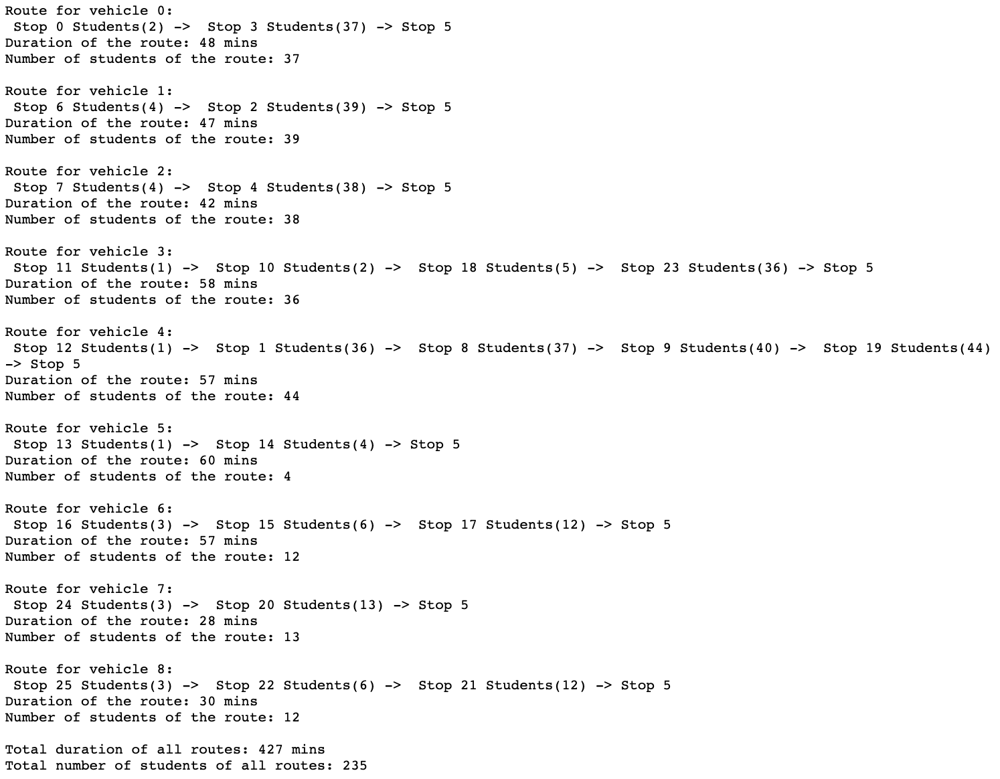 Route for vehicle 0:
 Stop 0 Students(2) ->  Stop 3 Students(37) -> Stop 5
Duration of the route: 48 mins
Number of students of the route: 37

Route for vehicle 1:
 Stop 6 Students(4) ->  Stop 2 Students(39) -> Stop 5
Duration of the route: 47 mins
Number of students of the route: 39

Route for vehicle 2:
 Stop 7 Students(4) ->  Stop 4 Students(38) -> Stop 5
Duration of the route: 42 mins
Number of students of the route: 38

Route for vehicle 3:
 Stop 11 Students(1) ->  Stop 10 Students(2) ->  Stop 18 Students(5) ->  Stop 23 Students(36) -> Stop 5
Duration of the route: 58 mins
Number of students of the route: 36

Route for vehicle 4:
 Stop 12 Students(1) ->  Stop 1 Students(36) ->  Stop 8 Students(37) ->  Stop 9 Students(40) ->  Stop 19 Students(44)
-> Stop 5
Duration of the route: 57 mins
Number of students of the route: 44

Route for vehicle 5:
 Stop 13 Students(1) ->  Stop 14 Students(4) -> Stop 5
Duration of the route: 60 mins
Number of students of the route: 4

Route for vehicle 6:
 Stop 16 Students(3) ->  Stop 15 Students(6) ->  Stop 17 Students(12) -> Stop 5
Duration of the route: 57 mins
Number of students of the route: 12

Route for vehicle 7:
 Stop 24 Students(3) ->  Stop 20 Students(13) -> Stop 5
Duration of the route: 28 mins
Number of students of the route: 13

Route for vehicle 8:
 Stop 25 Students(3) ->  Stop 22 Students(6) ->  Stop 21 Students(12) -> Stop 5
Duration of the route: 30 mins
Number of students of the route: 12

Total duration of all routes: 427 mins
Total number of students of all routes: 235